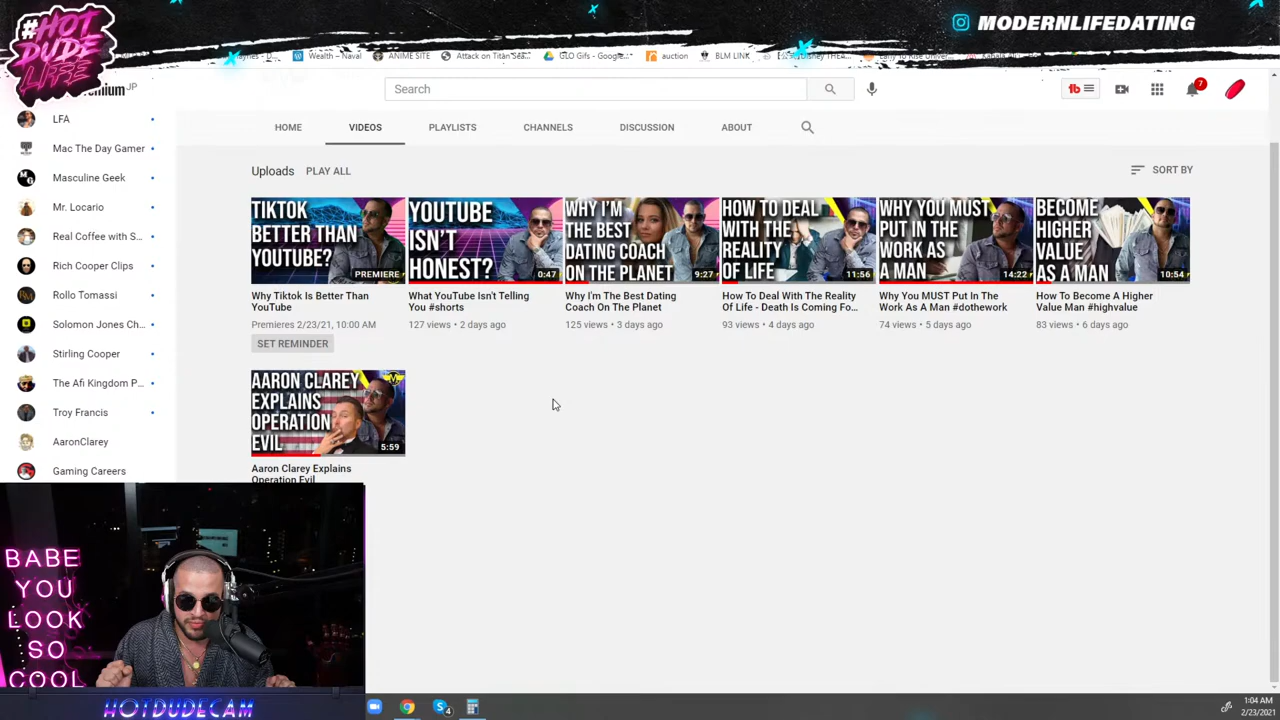 #HOT
DUDE
LIFE
MODERNLIFEDATING
Wealth – Naval
ANIME SITE
Attack on Titan Sea...
GLO Gifs - Google...
auction
BLM LINK
JP
Search
7
LFA
Mac The Day Gamer
Masculine Geek
Mr. Locario
Real Coffee with S...
Rich Cooper Clips
Rollo Tomassi
Solomon Jones Ch...
Stirling Cooper
The Afi Kingdom P...
Troy Francis
AaronClarey
Gaming Careers
HOME
VIDEOS
PLAYLISTS
CHANNELS
DISCUSSION
ABOUT
Uploads
PLAY ALL
SORT BY
TIKTOK
BETTER THAN
YOUTUBE?
PREMIERE
Why Tiktok Is Better Than
YouTube
Premieres 2/23/21, 10:00 AM
SET REMINDER
YOUTUBE
ISN'T
HONEST?
0:47
What YouTube Isn't Telling
You #shorts
127 views • 2 days ago
WHY I'M
THE BEST
DATING COACH
ON THE PLANET
9:27
Why I'm The Best Dating
Coach On The Planet
125 views • 3 days ago
HOW TO DEAL
WITH THE
REALITY
OF LIFE
11:56
How To Deal With The Reality
Of Life - Death Is Coming Fo...
93 views • 4 days ago
WHY YOU MUST
PUT IN THE
WORK AS
A MAN
14:22
Why You MUST Put In The
Work As A Man #dothework
74 views • 5 days ago
BECOME
HIGHER
VALUE
AS A MAN
10:54
How To Become A Higher
Value Man #highvalue
83 views • 6 days ago
AARON CLAREY
EXPLAINS
OPERATION
EVIL
5:59
Aaron Clarey Explains
Operation Evil
BABE
YOU
LOOK
SO
COOL
HOTDUDECAM
4
1:04 AM
2/23/2021